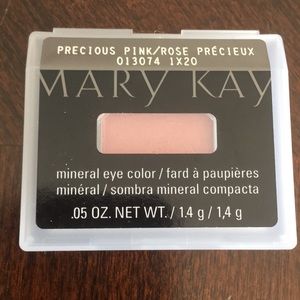 PRECIOUS PINK/ROSE PRÉCIEUX
013074 1X20
MARY KAY
mineral eye color / fard à paupières
minéral / sombra mineral compacta
.05 OZ. NET WT. / 1.4 g / 1,4 g